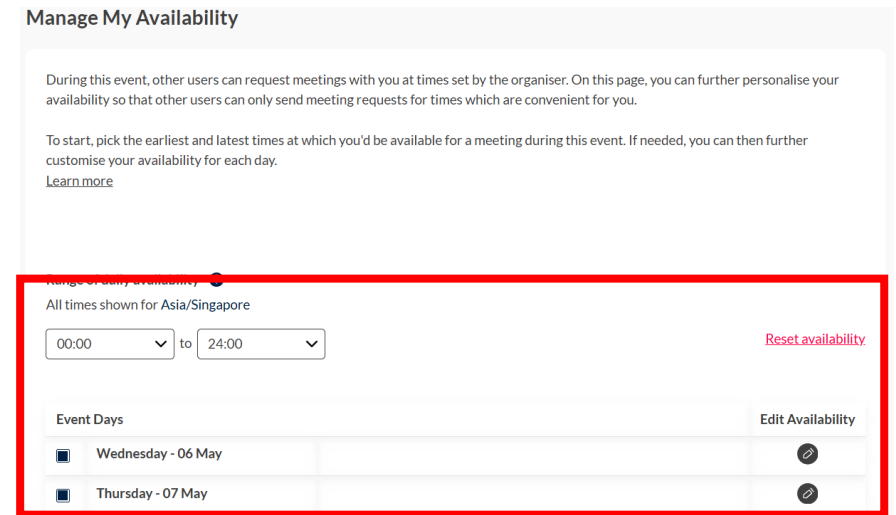 Manage My Availability
During this event, other users can request meetings with you at times set by the organiser. On this page, you can further personalise your
availability so that other users can only send meeting requests for times which are convenient for you.
To start, pick the earliest and latest times at which you'd be available for a meeting during this event. If needed, you can then further
customise your availability for each day.
Learn more
Range of daily availability
All times shown for Asia/Singapore
00:00 to 24:00 Reset availability
Event Days Edit Availability
Wednesday - 06 May
Thursday - 07 May